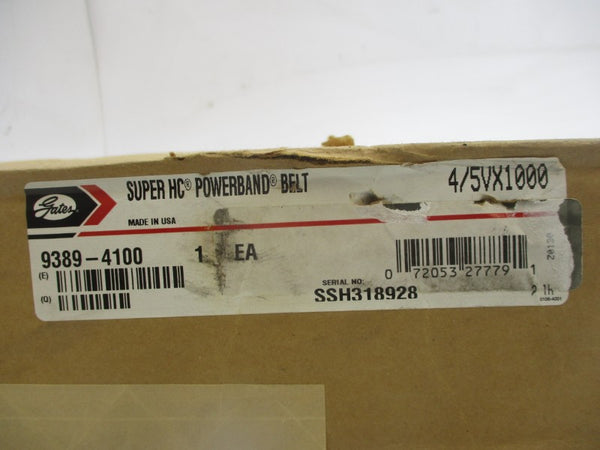 Gates
SUPER HC® POWERBAND® BELT
4/5VX1000
MADE IN USA
9389-4100
1 EA
(E)
(Q)
0 72053 27779 1
SERIAL NO.
SSH318928